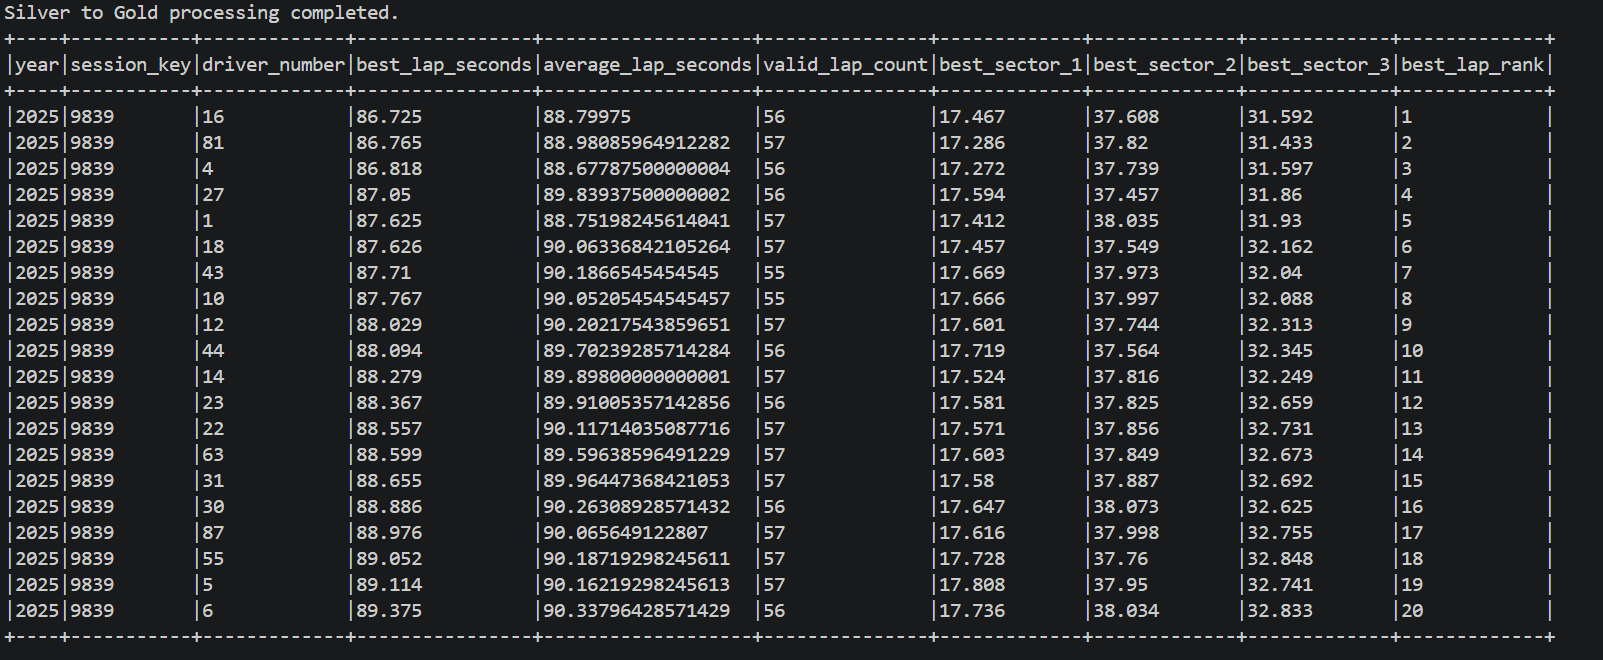 Silver to Gold processing completed.
+----+-----------+-------------+----------------+-------------------+---------------+-------------+-------------+-------------+-------------+
|year|session_key|driver_number|best_lap_seconds|average_lap_seconds|valid_lap_count|best_sector_1|best_sector_2|best_sector_3|best_lap_rank|
+----+-----------+-------------+----------------+-------------------+---------------+-------------+-------------+-------------+-------------+
|2025|9839       |16           |86.725          |88.79975           |56             |17.467       |37.608       |31.592       |1            |
|2025|9839       |81           |86.765          |88.98085964912282  |57             |17.286       |37.82        |31.433       |2            |
|2025|9839       |4            |86.818          |88.67787500000004  |56             |17.272       |37.739       |31.597       |3            |
|2025|9839       |27           |87.05           |89.83937500000002  |56             |17.594       |37.457       |31.86        |4            |
|2025|9839       |1            |87.625          |88.75198245614041  |57             |17.412       |38.035       |31.93        |5            |
|2025|9839       |18           |87.626          |90.06336842105264  |57             |17.457       |37.549       |32.162       |6            |
|2025|9839       |43           |87.71           |90.1866545454545   |55             |17.669       |37.973       |32.04        |7            |
|2025|9839       |10           |87.767          |90.05205454545457  |55             |17.666       |37.997       |32.088       |8            |
|2025|9839       |12           |88.029          |90.20217543859651  |57             |17.601       |37.744       |32.313       |9            |
|2025|9839       |44           |88.094          |89.70239285714284  |56             |17.719       |37.564       |32.345       |10           |
|2025|9839       |14           |88.279          |89.89800000000001  |57             |17.524       |37.816       |32.249       |11           |
|2025|9839       |23           |88.367          |89.91005357142856  |56             |17.581       |37.825       |32.659       |12           |
|2025|9839       |22           |88.557          |90.11714035087716  |57             |17.571       |37.856       |32.731       |13           |
|2025|9839       |63           |88.599          |89.59638596491229  |57             |17.603       |37.849       |32.673       |14           |
|2025|9839       |31           |88.655          |89.96447368421053  |57             |17.58        |37.887       |32.692       |15           |
|2025|9839       |30           |88.886          |90.26308928571432  |56             |17.647       |38.073       |32.625       |16           |
|2025|9839       |87           |88.976          |90.065649122807    |57             |17.616       |37.998       |32.755       |17           |
|2025|9839       |55           |89.052          |90.18719298245611  |57             |17.728       |37.76        |32.848       |18           |
|2025|9839       |5            |89.114          |90.16219298245613  |57             |17.808       |37.95        |32.741       |19           |
|2025|9839       |6            |89.375          |90.33796428571429  |56             |17.736       |38.034       |32.833       |20           |
+----+-----------+-------------+----------------+-------------------+---------------+-------------+-------------+-------------+-------------+